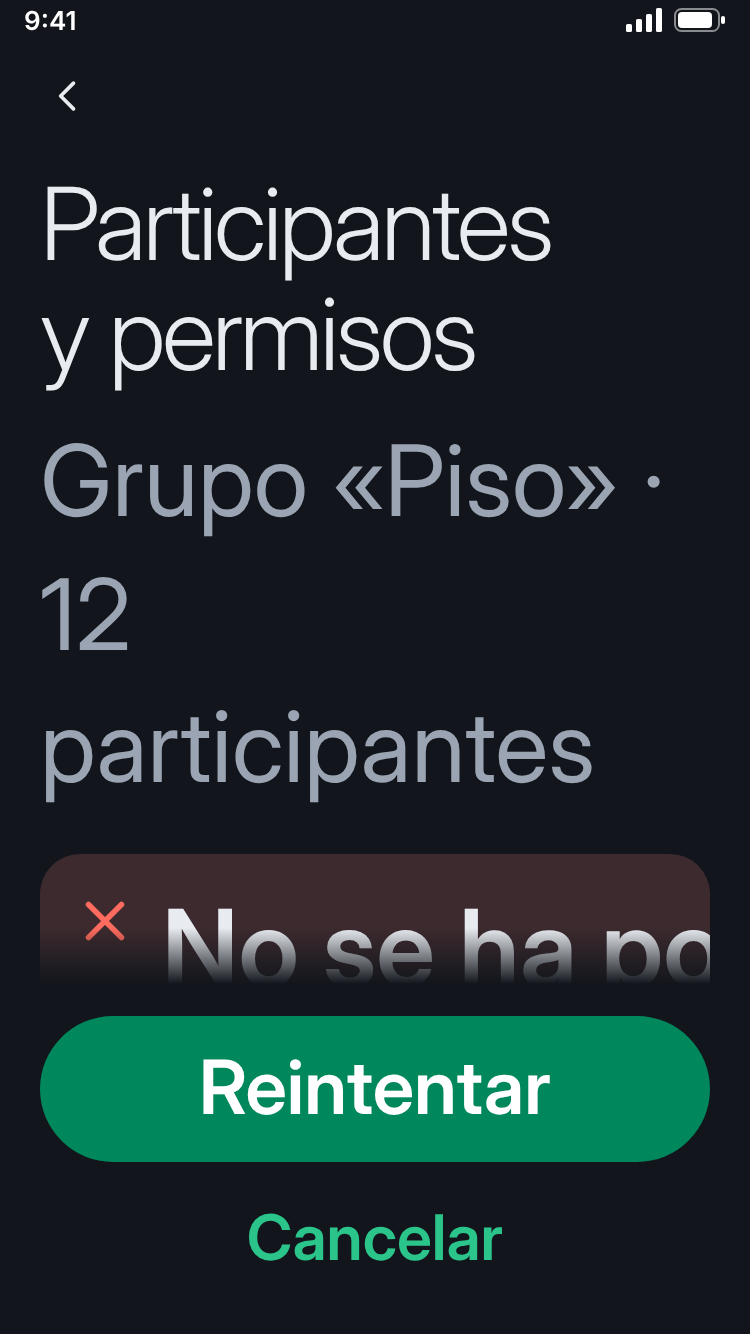 9:41
Participantes
y permisos
Grupo «Piso» ·
12
participantes
No se ha
Reintentar
Cancelar